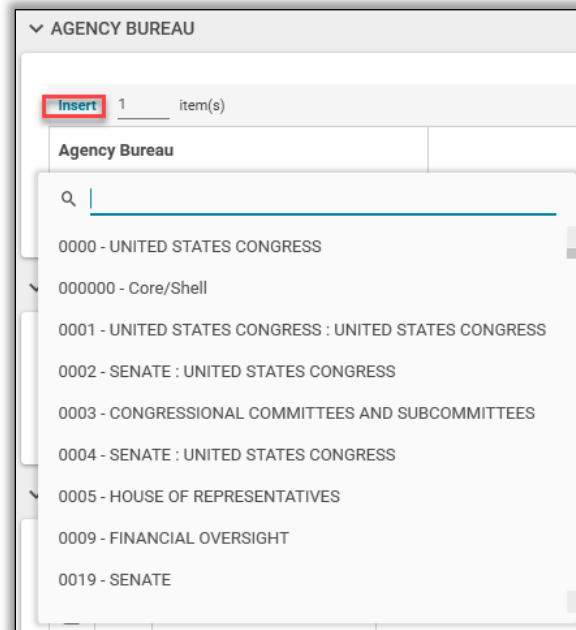 AGENCY BUREAU
Insert 1 item(s)
Agency Bureau
0000 - UNITED STATES CONGRESS
000000 - Core/Shell
0001 - UNITED STATES CONGRESS : UNITED STATES CONGRESS
0002 - SENATE : UNITED STATES CONGRESS
0003 - CONGRESSIONAL COMMITTEES AND SUBCOMMITTEES
0004 - SENATE : UNITED STATES CONGRESS
0005 - HOUSE OF REPRESENTATIVES
0009 - FINANCIAL OVERSIGHT
0019 - SENATE